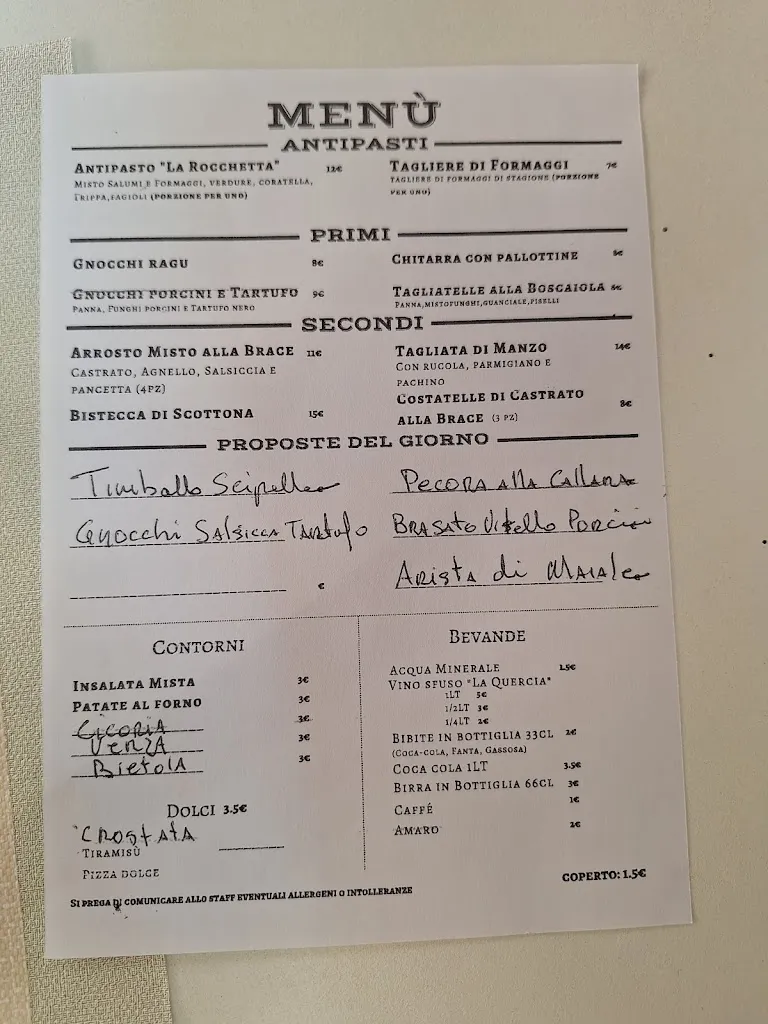 MENÙ
ANTIPASTI
ANTIPASTO "LA ROCCHETTA" 12€
MISTO SALUMI E FORMAGGI, VERDURE, CORATELLA,
TRIPPA,FAGIOLI (PORZIONE PER UNO)
TAGLIERE DI FORMAGGI 7€
TAGLIERE DI FORMAGGI DI STAGIONE (PORZIONE
PER UNO)
PRIMI
GNOCCHI RAGU 8€
GNOCCHI PORCINI E TARTUFO 9€
PANNA, FUNGHI PORCINI E TARTUFO NERO
CHITARRA CON PALLOTTINE 8€
TAGLIATELLE ALLA BOSCAIOLA 8€
PANNA,MISTOFUNGHI,GUANCIALE,PISELLI
SECONDI
ARROSTO MISTO ALLA BRACE 11€
CASTRATO, AGNELLO, SALSICCIA E
PANCETTA (4PZ)
BISTECCA DI SCOTTONA 15€
TAGLIATA DI MANZO 14€
CON RUCOLA, PARMIGIANO E
PACHINO
COSTATELLE DI CASTRATO
ALLA BRACE (3 PZ) 8€
PROPOSTE DEL GIORNO
Timballo Scipelle
Gnocchi Salsicca Tartufo
€
PECORA Alla Callara
BRASATO Vitello Porcini
Arista di Maiale
CONTORNI
INSALATA MISTA 3€
PATATE AL FORNO 3€
CICORIA 3€
VERZA 3€
BietolA 3€
DOLCI 3.5€
CROSTATA
TIRAMISÙ
PIZZA DOLCE
BEVANDE
ACQUA MINERALE 1.5€
VINO SFUSO "LA QUERCIA"
1LT 5€
1/2LT 3€
1/4LT 2€
BIBITE IN BOTTIGLIA 33CL 2€
(COCA-COLA, FANTA, GASSOSA)
COCA COLA 1LT 3.5€
BIRRA IN BOTTIGLIA 66CL 3€
CAFFÉ 1€
AMARO 2€
COPERTO: 1.5€
SI PREGA DI COMUNICARE ALLO STAFF EVENTUALI ALLERGENI O INTOLLERANZE